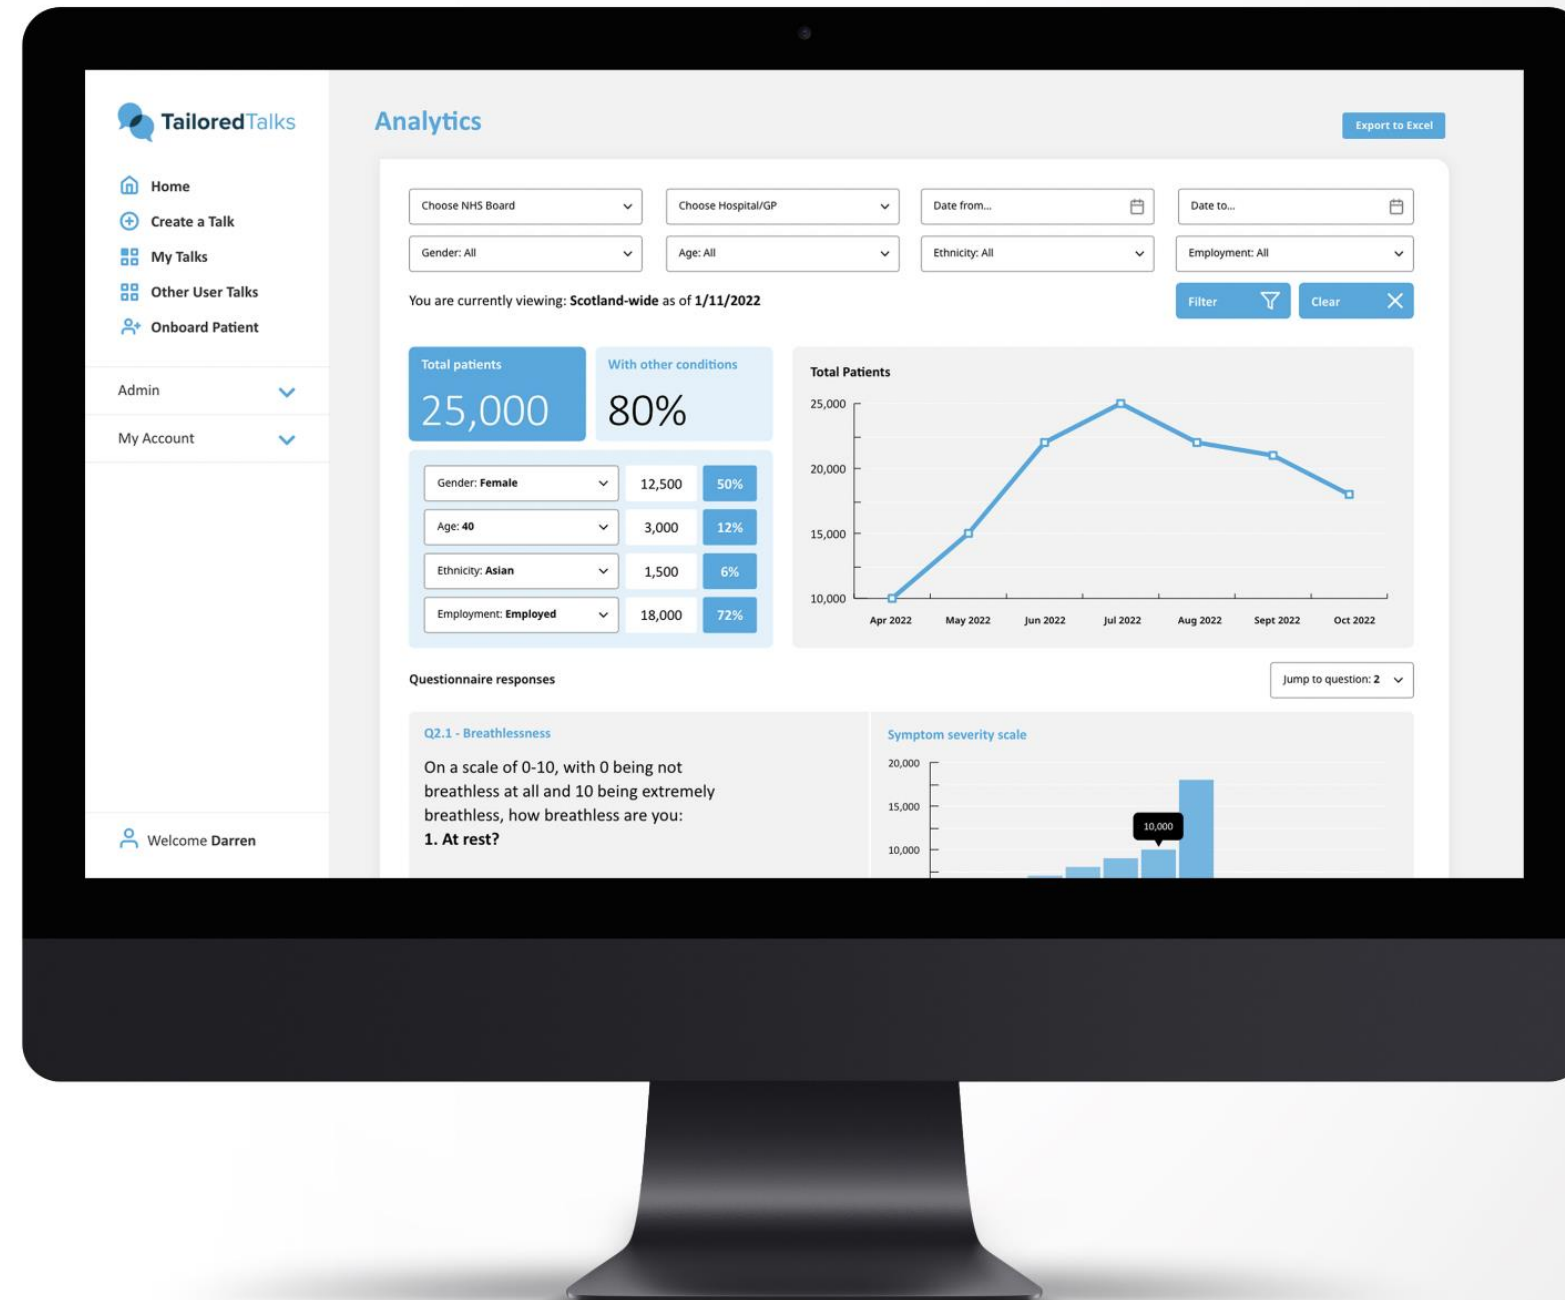 TailoredTalks
Home
Create a Talk
My Talks
Other User Talks
Onboard Patient
Admin
My Account
Welcome Darren
Analytics
Export to Excel
Choose NHS Board
Choose Hospital/GP
Date from...
Date to...
Gender: All
Age: All
Ethnicity: All
Employment: All
You are currently viewing: Scotland-wide as of 1/11/2022
Filter
Clear
Total patients
25,000
With other conditions
80%
Gender: Female 12,500 50%
Age: 40 3,000 12%
Ethnicity: Asian 1,500 6%
Employment: Employed 18,000 72%
Total Patients
25,000
20,000
15,000
10,000
Apr 2022 May 2022 Jun 2022 Jul 2022 Aug 2022 Sept 2022 Oct 2022
Questionnaire responses
Jump to question: 2
Q2.1 - Breathlessness
On a scale of 0-10, with 0 being not
breathless at all and 10 being extremely
breathless, how breathless are you:
1. At rest?
Symptom severity scale
20,000
15,000
10,000
10,000